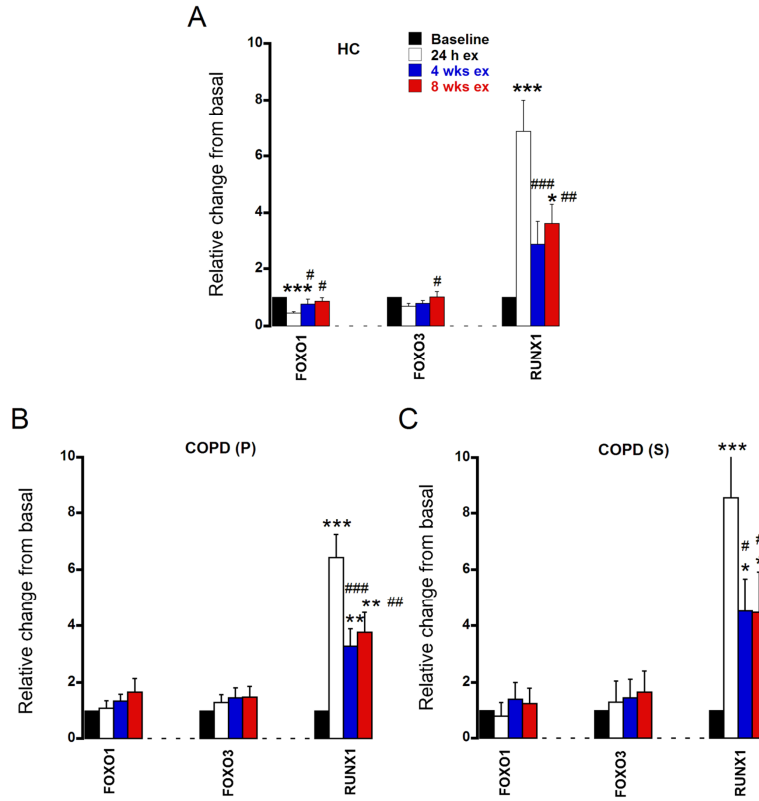 A
HC
Baseline
24 h ex
4 wks ex
8 wks ex
Relative change from basal
10
8
6
4
2
0
***
#
#
#
***
###
* ##
FOXO1
FOXO3
RUNX1
B
COPD (P)
Relative change from basal
10
8
6
4
2
0
***
###
**
** ##
FOXO1
FOXO3
RUNX1
C
COPD (S)
Relative change from basal
10
8
6
4
2
0
***
# #
* *
FOXO1
FOXO3
RUNX1